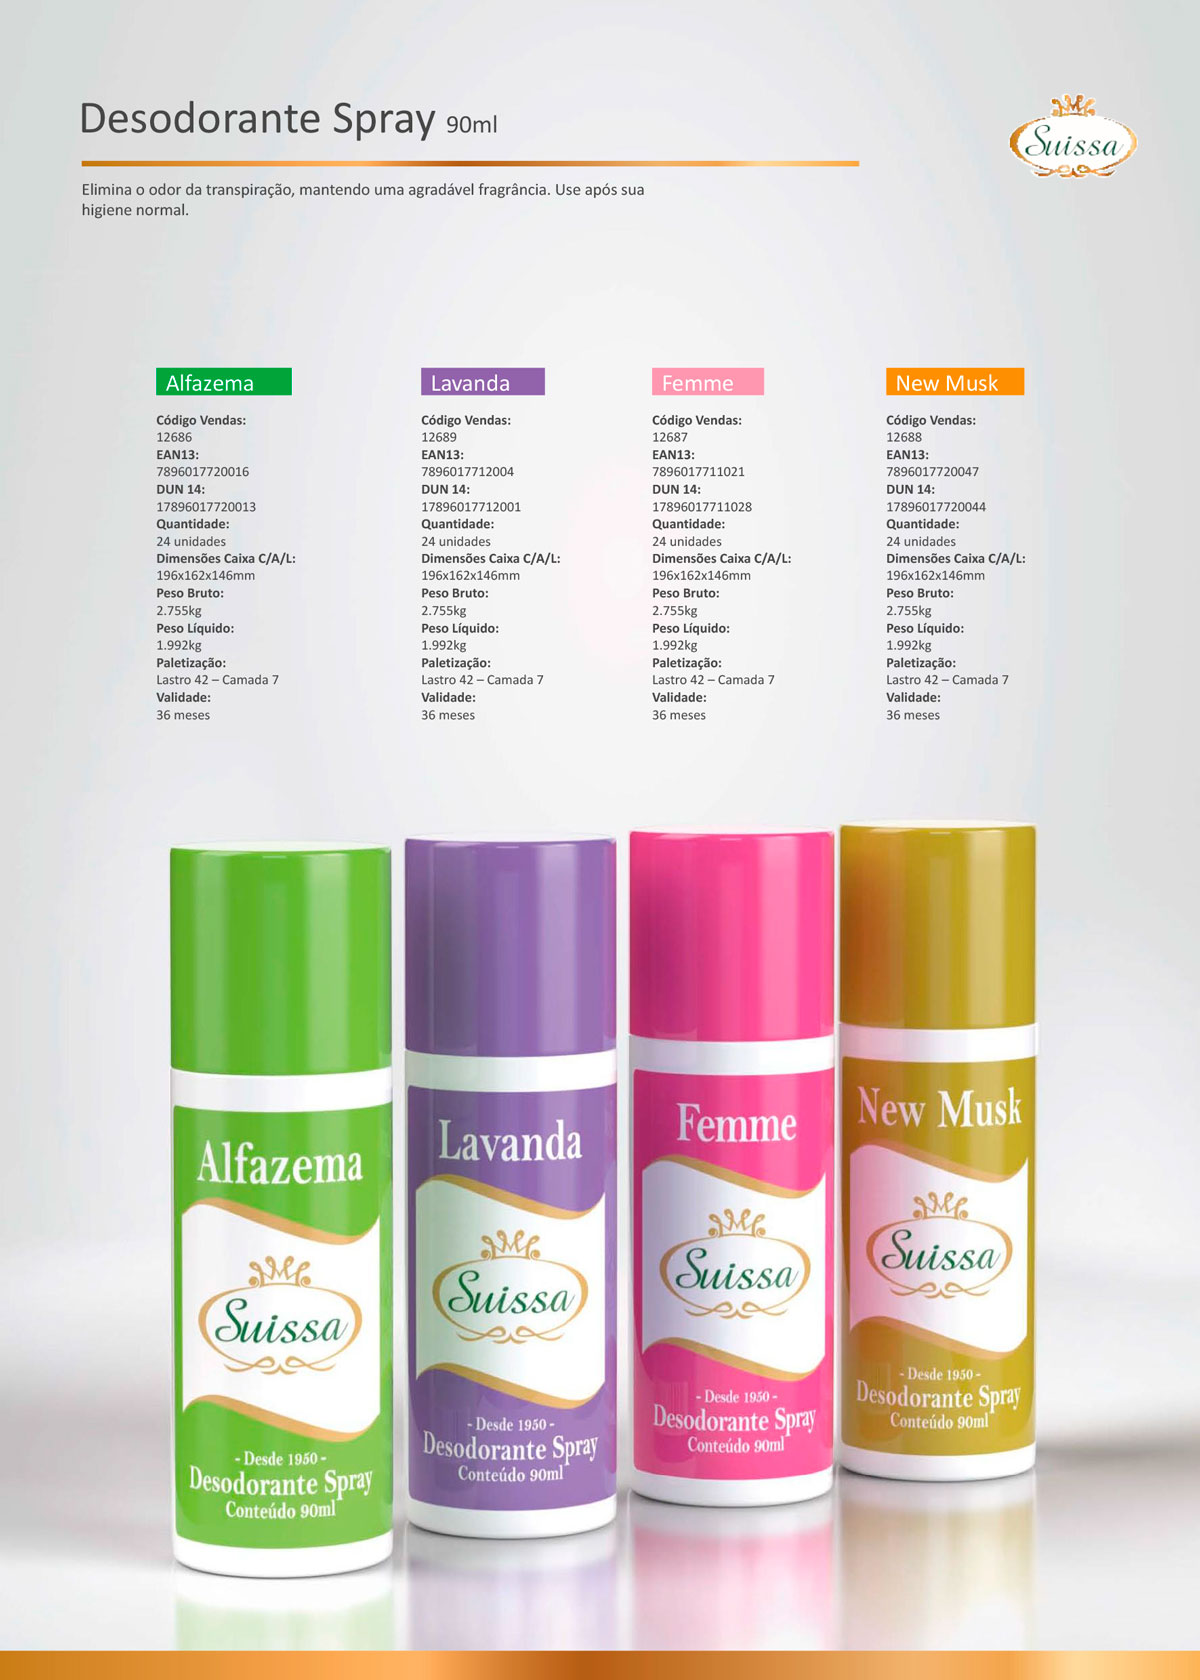 Desodorante Spray 90ml
Suissa
Elimina o odor da transpiração, mantendo uma agradável fragrância. Use após sua
higiene normal.
Alfazema
Código Vendas:
12686
EAN13:
7896017720016
DUN 14:
17896017720013
Quantidade:
24 unidades
Dimensões Caixa C/A/L:
196x162x146mm
Peso Bruto:
2.755kg
Peso Líquido:
1.992kg
Paletização:
Lastro 42 – Camada 7
Validade:
36 meses
Lavanda
Código Vendas:
12689
EAN13:
7896017712004
DUN 14:
17896017712001
Quantidade:
24 unidades
Dimensões Caixa C/A/L:
196x162x146mm
Peso Bruto:
2.755kg
Peso Líquido:
1.992kg
Paletização:
Lastro 42 – Camada 7
Validade:
36 meses
Femme
Código Vendas:
12687
EAN13:
7896017711021
DUN 14:
17896017711028
Quantidade:
24 unidades
Dimensões Caixa C/A/L:
196x162x146mm
Peso Bruto:
2.755kg
Peso Líquido:
1.992kg
Paletização:
Lastro 42 – Camada 7
Validade:
36 meses
New Musk
Código Vendas:
12688
EAN13:
7896017720047
DUN 14:
17896017720044
Quantidade:
24 unidades
Dimensões Caixa C/A/L:
196x162x146mm
Peso Bruto:
2.755kg
Peso Líquido:
1.992kg
Paletização:
Lastro 42 – Camada 7
Validade:
36 meses
Alfazema
Suissa
- Desde 1950 -
Desodorante Spray
Conteúdo 90ml
Lavanda
Suissa
- Desde 1950 -
Desodorante Spray
Conteúdo 90ml
Femme
Suissa
- Desde 1950 -
Desodorante Spray
Conteúdo 90ml
New Musk
Suissa
- Desde 1950 -
Desodorante Spray
Conteúdo 90ml